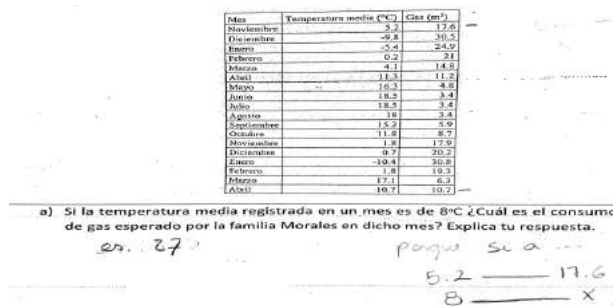 Mes Temperatura media (°C) Gas (m³)
Noviembre 5.2 17.6
Diciembre -9.8 30.5
Enero -5.4 24.9
Febrero 0.2 21
Marzo 4.1 14.8
Abril 11.3 11.2
Mayo 16.3 4.8
Junio 18.5 3.4
Julio 18.5 3.4
Agosto 18 3.4
Septiembre 15.2 5.9
Octubre 11.8 8.7
Noviembre 1.8 17.9
Diciembre 0.7 20.2
Enero -10.4 30.8
Febrero 1.8 19.3
Marzo 17.1 6.3
Abril 10.7 10.7
a) Si la temperatura media registrada en un mes es de 8°C ¿Cuál es el consumo
de gas esperado por la familia Morales en dicho mes? Explica tu respuesta.
es.. 27 porque si a ...
5.2 —— 17.6
8 —— x